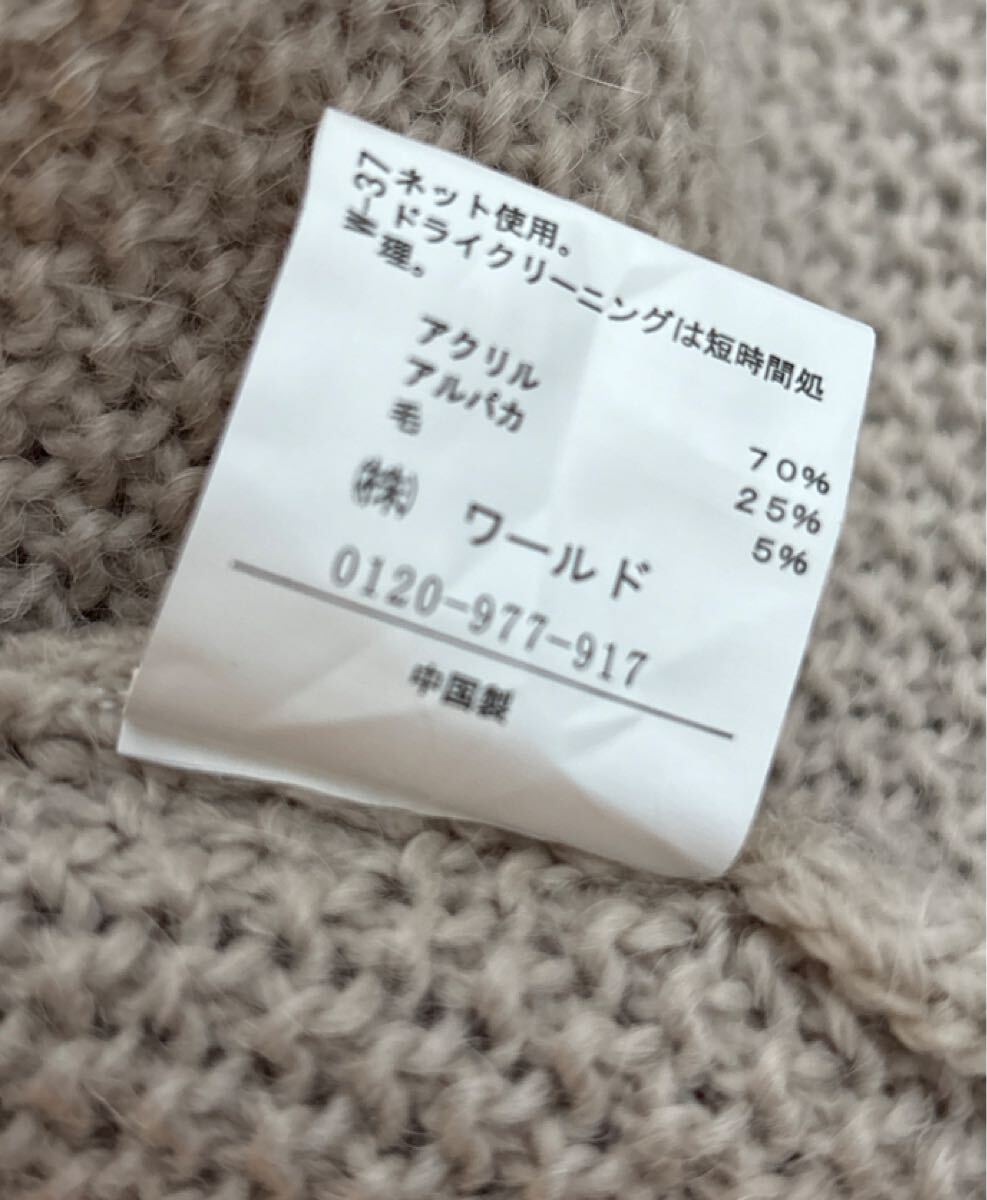 ネット使用。
ドライクリーニングは短時間処
理。
アクリル 70%
アルパカ 25%
毛 5%
㈱ ワールド
0120-977-917
中国製